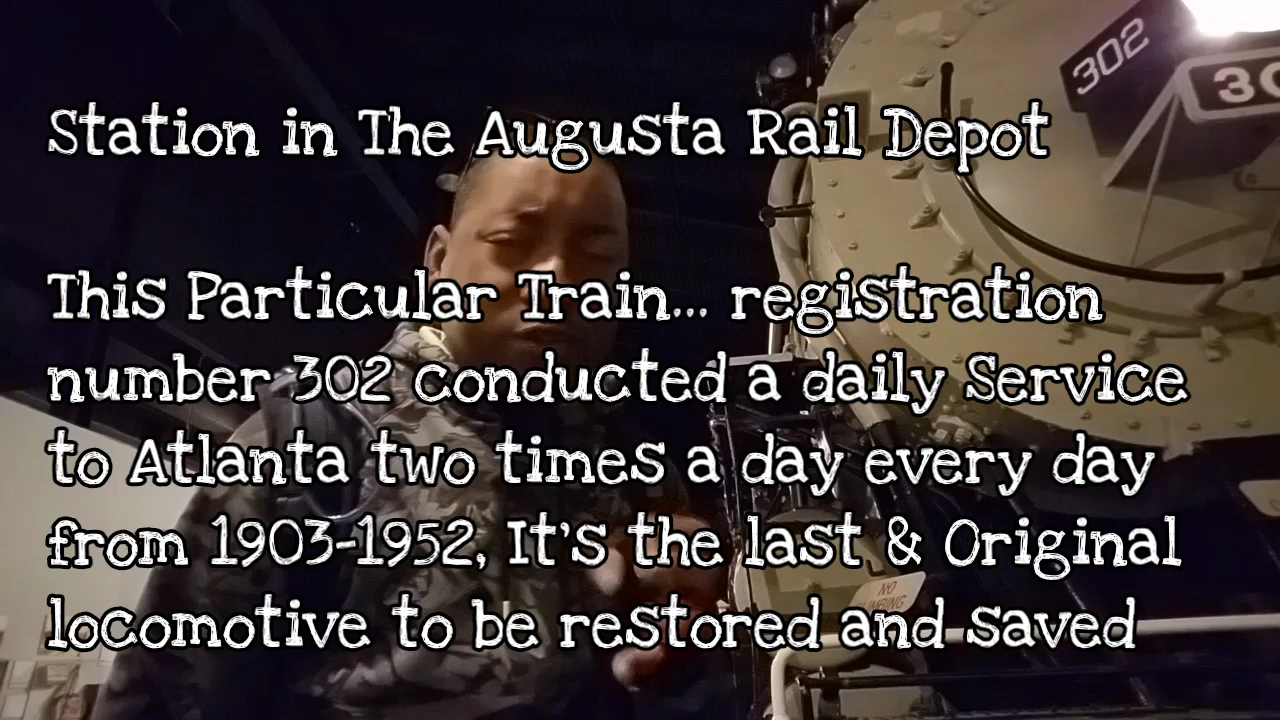 302
30
Station in The Augusta Rail Depot
This Particular Train... registration
number 302 conducted a daily Service
to Atlanta two times a day every day
from 1903-1952, It's the last & Original
locomotive to be restored and saved
NO